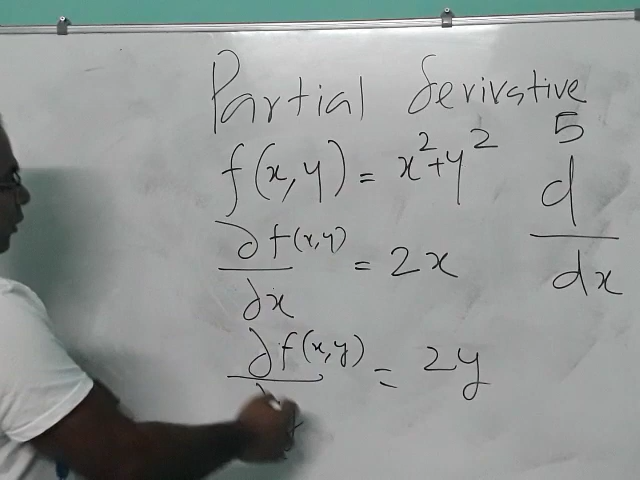 Partial derivative
f(x,y) = x²+y²
∂f(x,y)/∂x = 2x
∂f(x,y)/∂ = 2y
5
d/dx